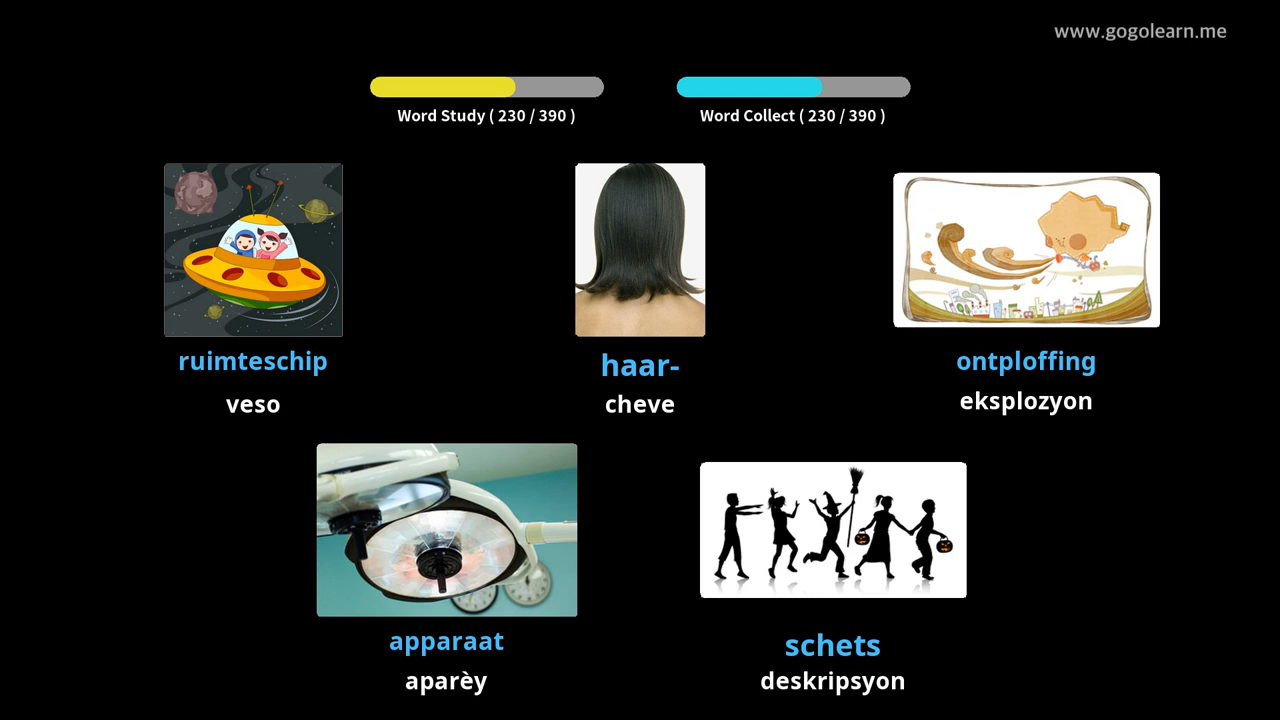 www.gogolearn.me
Word Study ( 230 / 390 )
Word Collect ( 230 / 390 )
ruimteschip
veso
haar-
cheve
ontploffing
eksplozyon
apparaat
aparèy
schets
deskripsyon